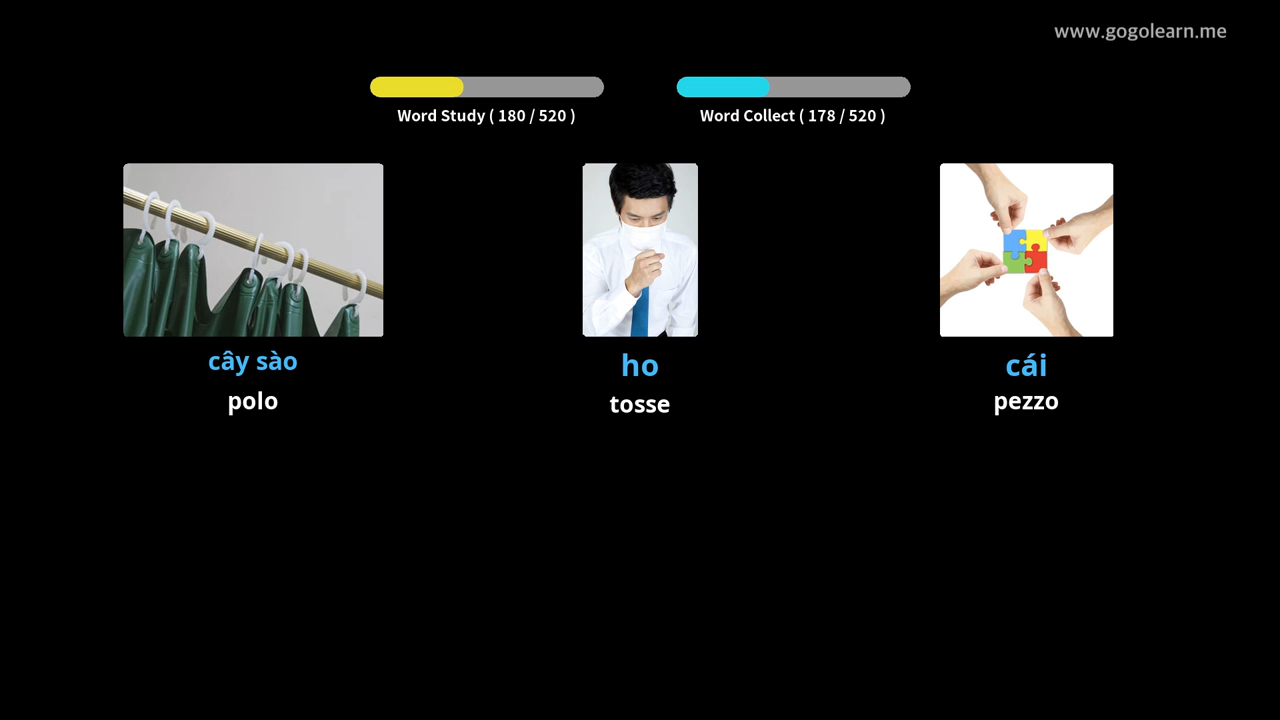 www.gogolearn.me
Word Study ( 180 / 520 )
Word Collect ( 178 / 520 )
cây sào
polo
ho
tosse
cái
pezzo